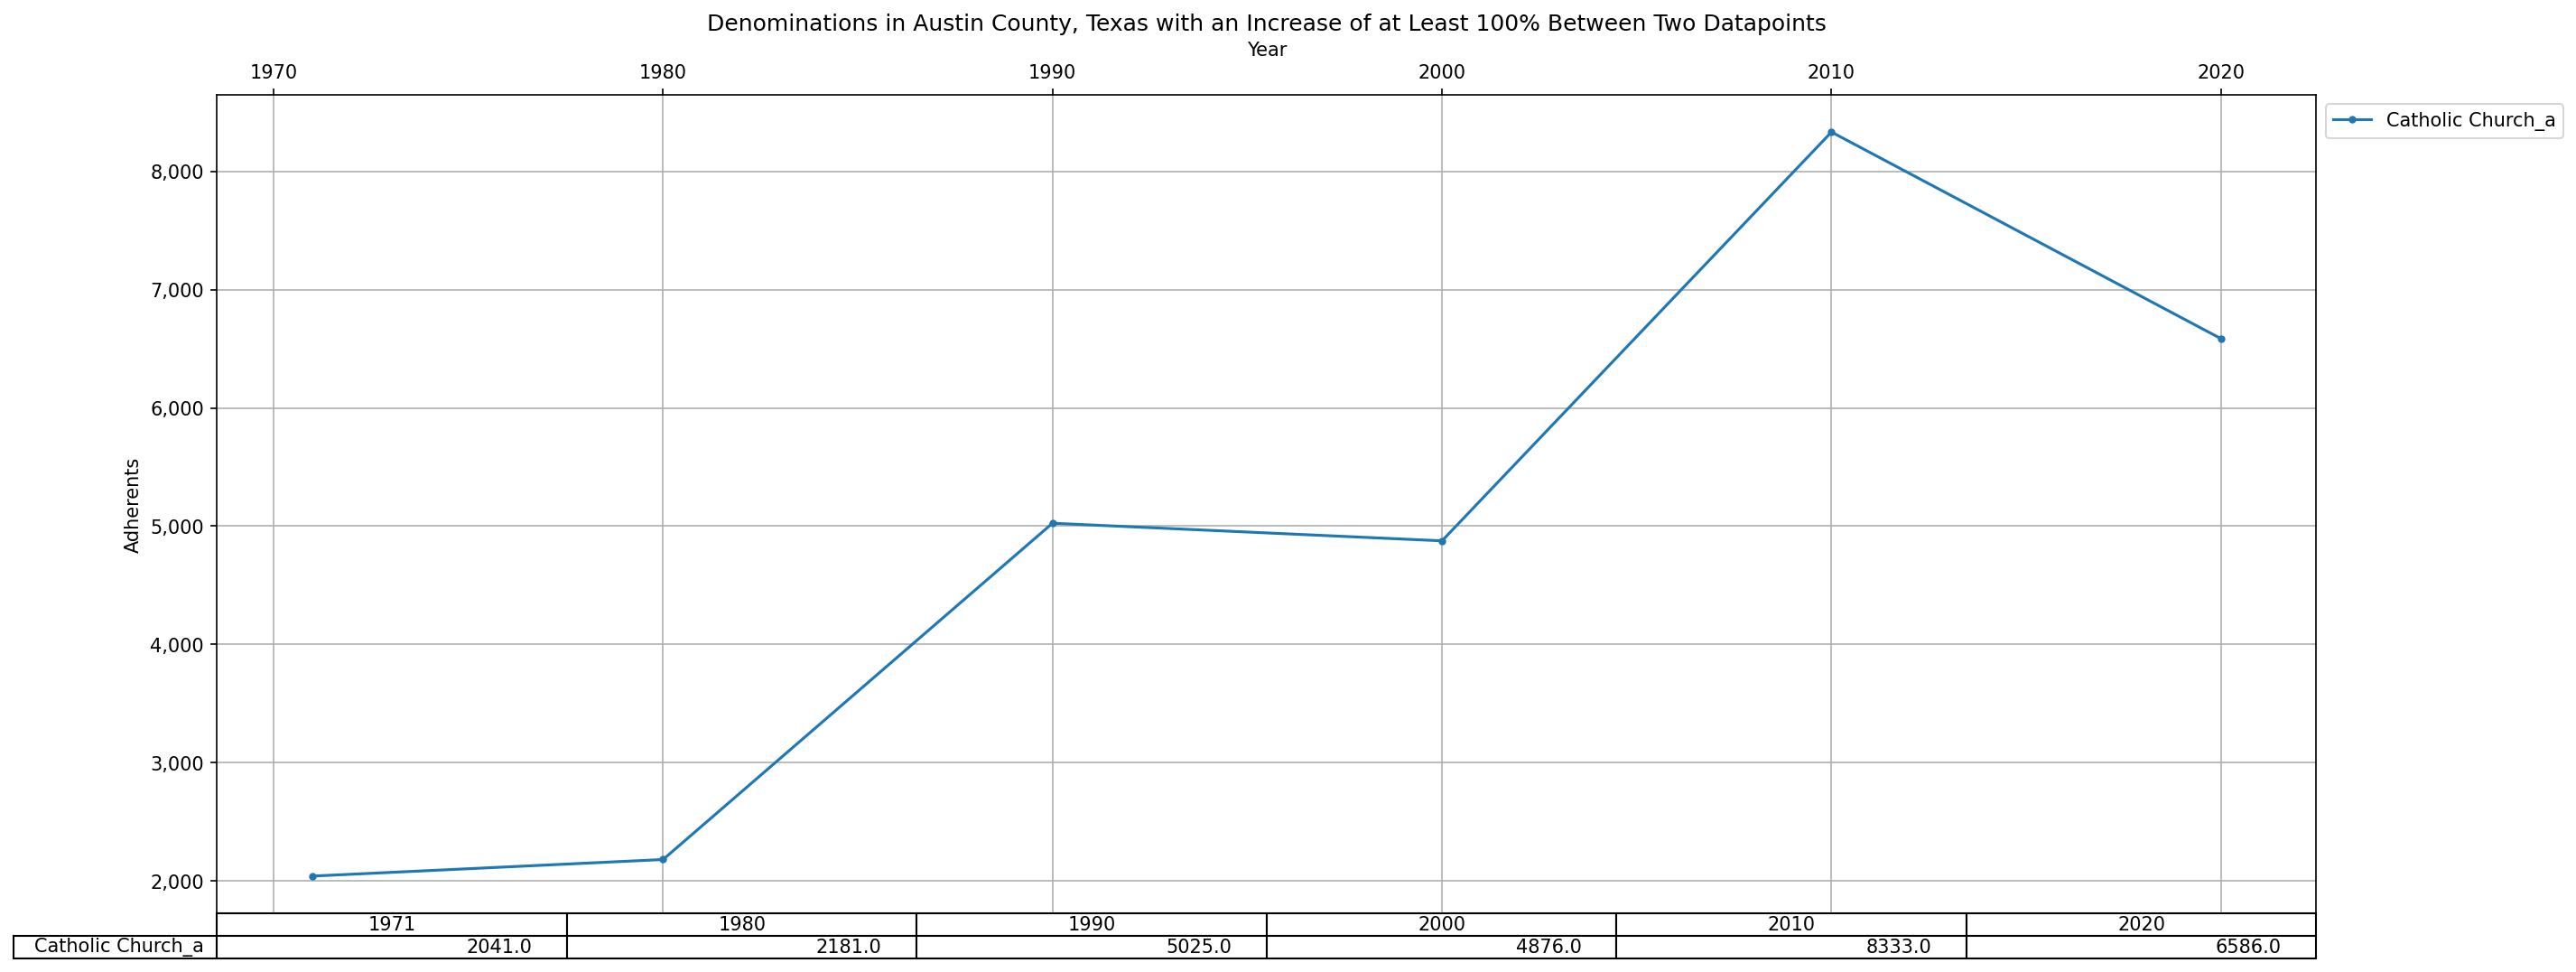 Denominations in Austin County, Texas with an Increase of at Least 100% Between Two Datapoints
Year
1970 1980 1990 2000 2010 2020
Catholic Church_a
8,000
7,000
6,000
5,000
4,000
3,000
2,000
Adherents
1971 1980 1990 2000 2010 2020
Catholic Church_a 2041.0 2181.0 5025.0 4876.0 8333.0 6586.0